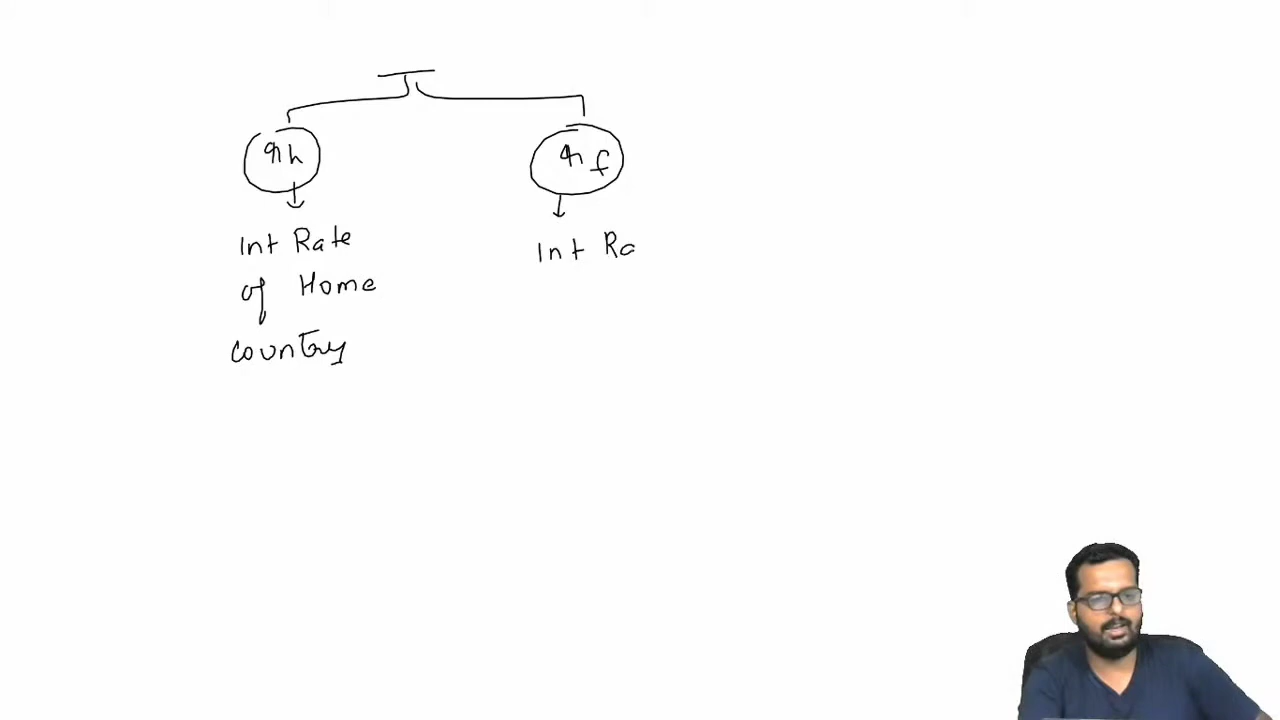 rh
rf
Int Rate
of Home
country
Int Ra